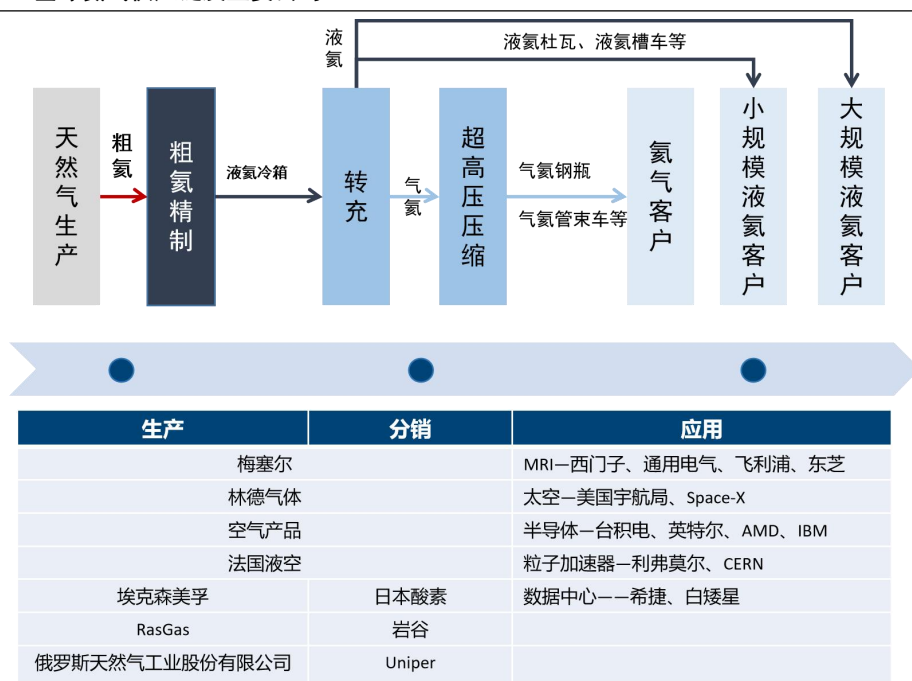 液氦
液氦杜瓦、液氦槽车等
天然气生产
粗氦
粗氦精制
液氦冷箱
转充
气氦
超高压压缩
气氦钢瓶
气氦管束车等
氦气客户
小规模液氦客户
大规模液氦客户
生产 分销 应用
梅塞尔 MRI—西门子、通用电气、飞利浦、东芝
林德气体 太空—美国宇航局、Space-X
空气产品 半导体—台积电、英特尔、AMD、IBM
法国液空 粒子加速器—利弗莫尔、CERN
埃克森美孚 日本酸素 数据中心——希捷、白矮星
RasGas 岩谷
俄罗斯天然气工业股份有限公司 Uniper